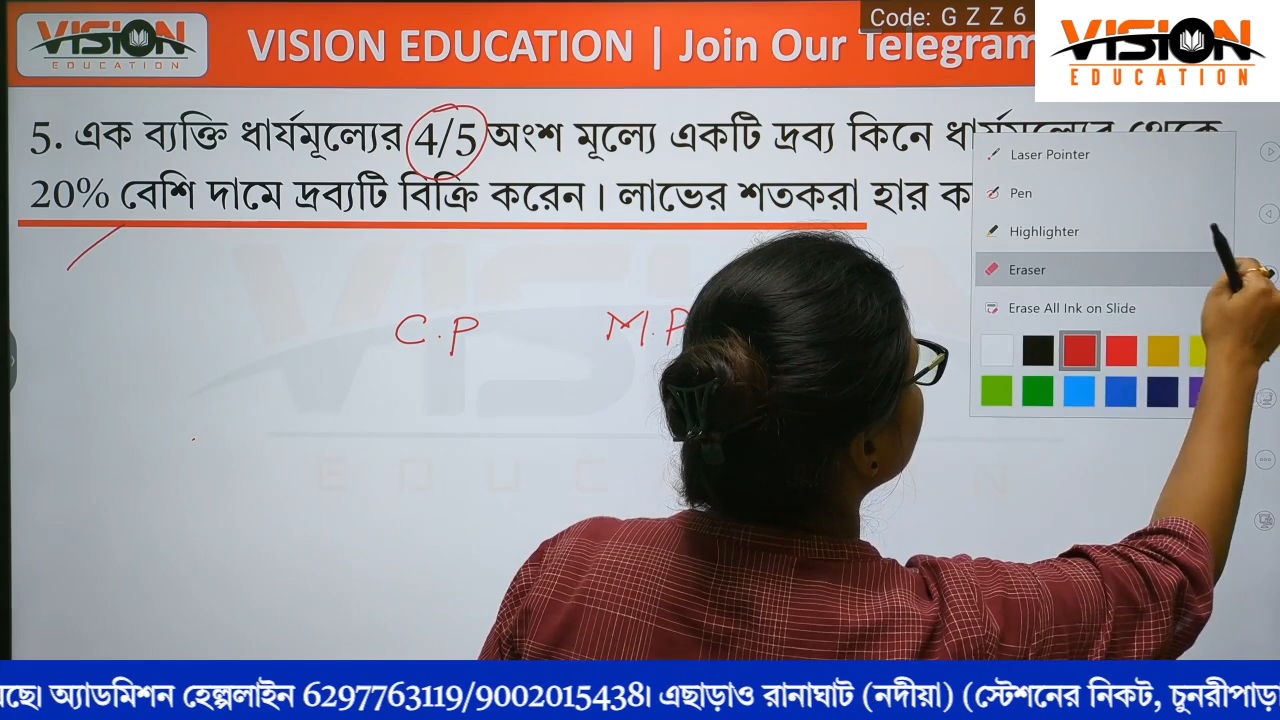 VISION
EDUCATION
VISION EDUCATION | Join Our Telegram
Code: G Z Z 6
VISION
EDUCATION
5. এক ব্যক্তি ধার্যমূল্যের 4/5 অংশ মূল্যে একটি দ্রব্য কিনে ধার্যমূল্যের থেকে
20% বেশি দামে দ্রব্যটি বিক্রি করেন। লাভের শতকরা হার ক
Laser Pointer
Pen
Highlighter
Eraser
Erase All Ink on Slide
C.P M.P
অ্যাডমিশন হেল্পলাইন 6297763119/9002015438। এছাড়াও রানাঘাট (নদীয়া) (স্টেশনের নিকট, চুনরীপাড়া